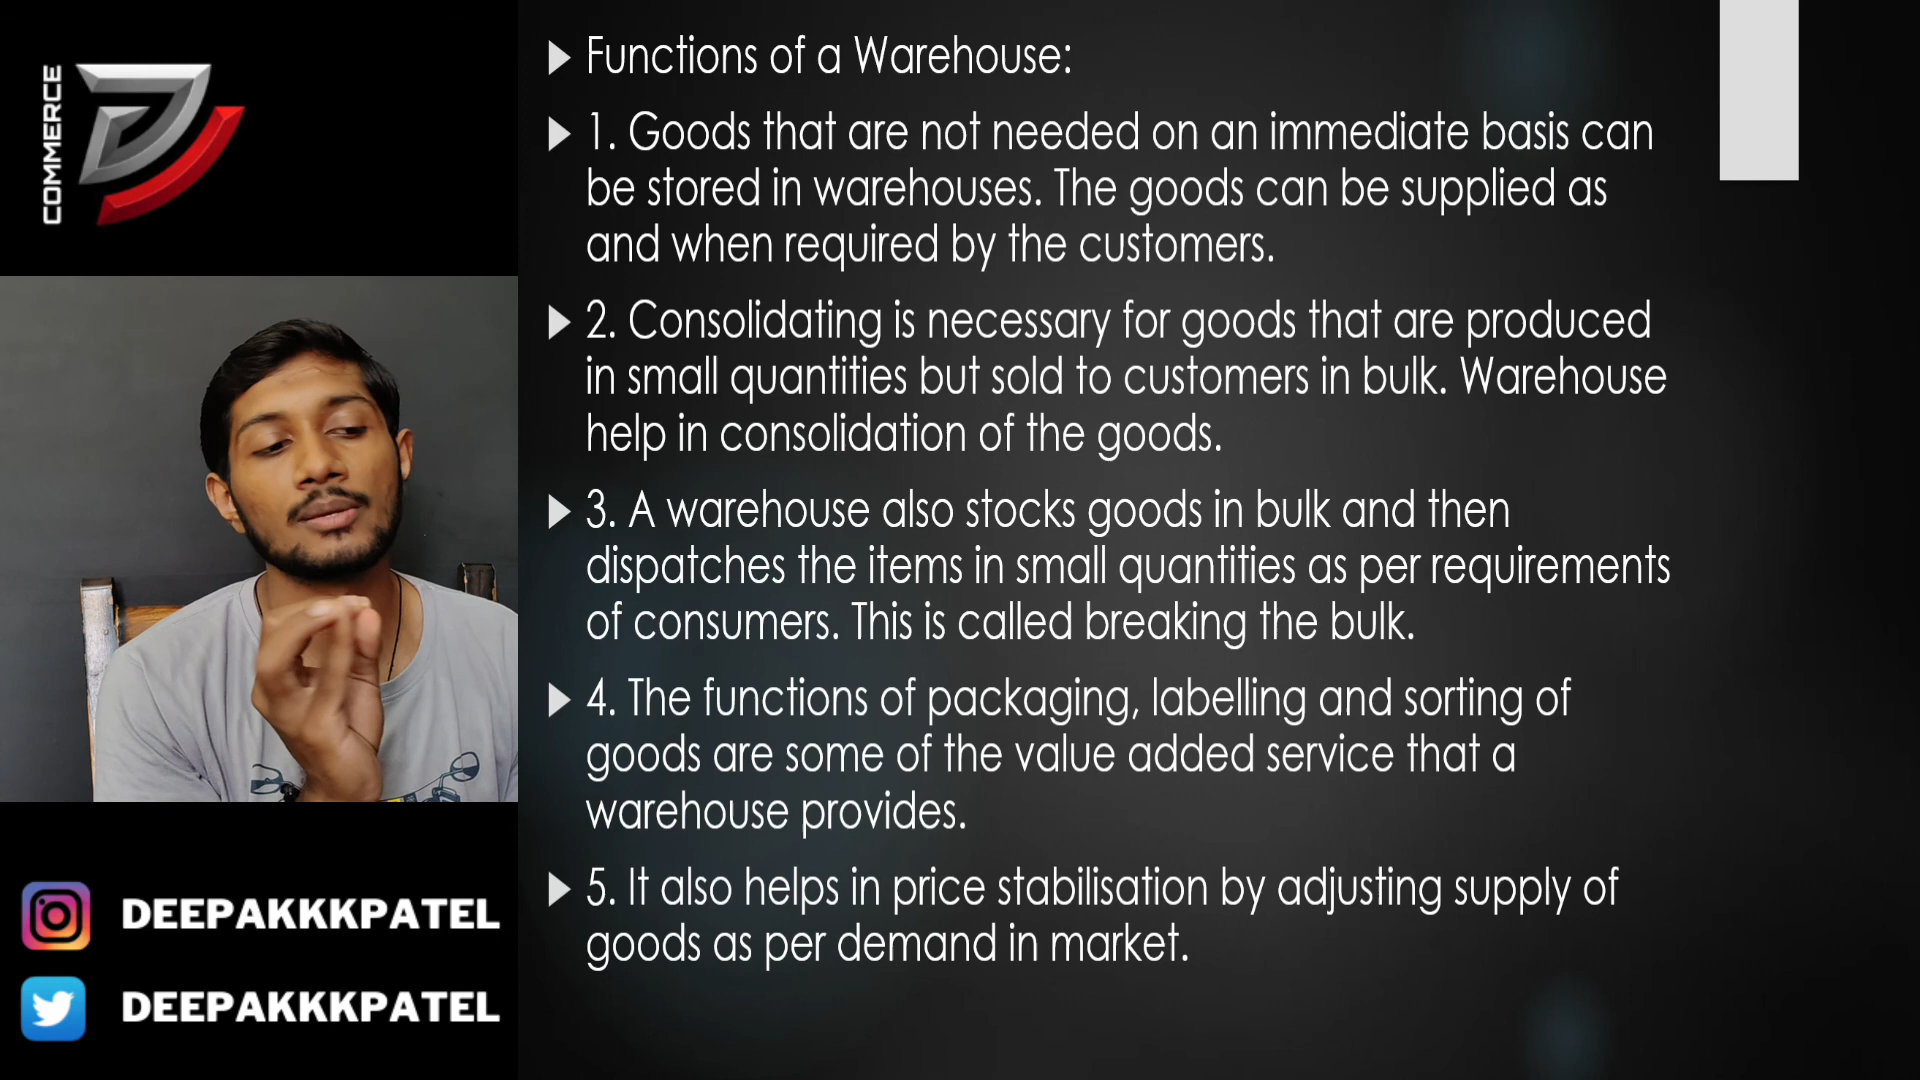 COMMERCE
Functions of a Warehouse:
1. Goods that are not needed on an immediate basis can
be stored in warehouses. The goods can be supplied as
and when required by the customers.
2. Consolidating is necessary for goods that are produced
in small quantities but sold to customers in bulk. Warehouse
help in consolidation of the goods.
3. A warehouse also stocks goods in bulk and then
dispatches the items in small quantities as per requirements
of consumers. This is called breaking the bulk.
4. The functions of packaging, labelling and sorting of
goods are some of the value added service that a
warehouse provides.
5. It also helps in price stabilisation by adjusting supply of
goods as per demand in market.
DEEPAKKKPATEL
DEEPAKKKPATEL